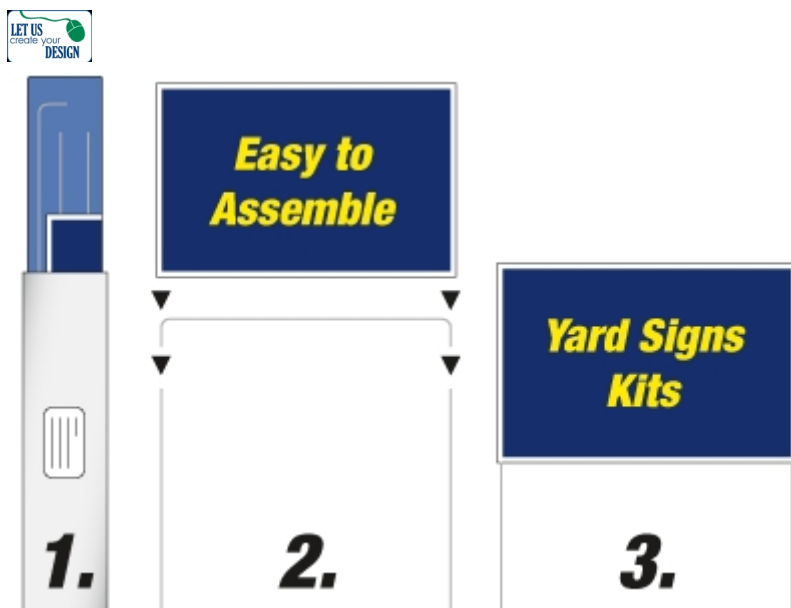 LET US
create your
DESIGN
Easy to
Assemble
Yard Signs
Kits
1.
2.
3.